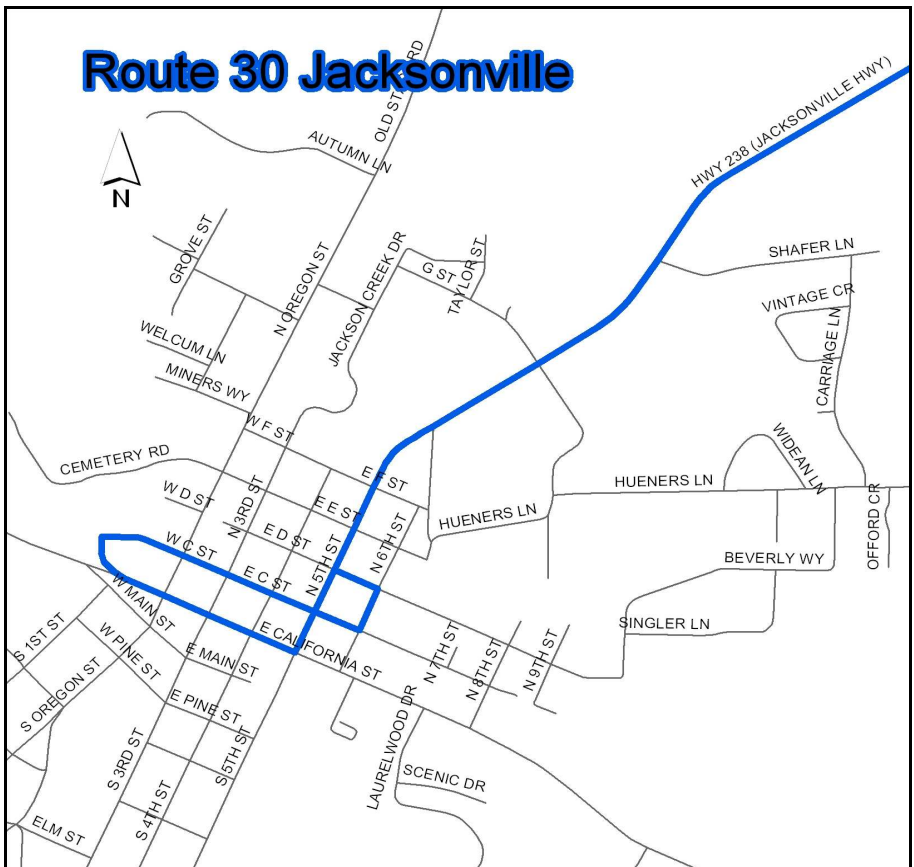 Route 30 Jacksonville
OLD STAGE RD
HWY 238 (JACKSONVILLE HWY)
AUTUMN LN
N
GROVE ST
N OREGON ST
JACKSON CREEK DR
G ST
TAYLOR ST
SHAFER LN
VINTAGE CR
CARRIAGE LN
WELCUM LN
MINERS WY
W F ST
CEMETERY RD
E F ST
WIDEAN LN
HUENERS LN
W D ST
N 3RD ST
E E ST
HUENERS LN
OFFORD CR
E D ST
N 5TH ST
N 6TH ST
W C ST
E C ST
BEVERLY WY
W MAIN ST
E CALIFORNIA ST
SINGLER LN
S 1ST ST
W PINE ST
E MAIN ST
N 7TH ST
N 8TH ST
N 9TH ST
S OREGON ST
E PINE ST
LAURELWOOD DR
S 3RD ST
S 5TH ST
SCENIC DR
S 4TH ST
ELM ST